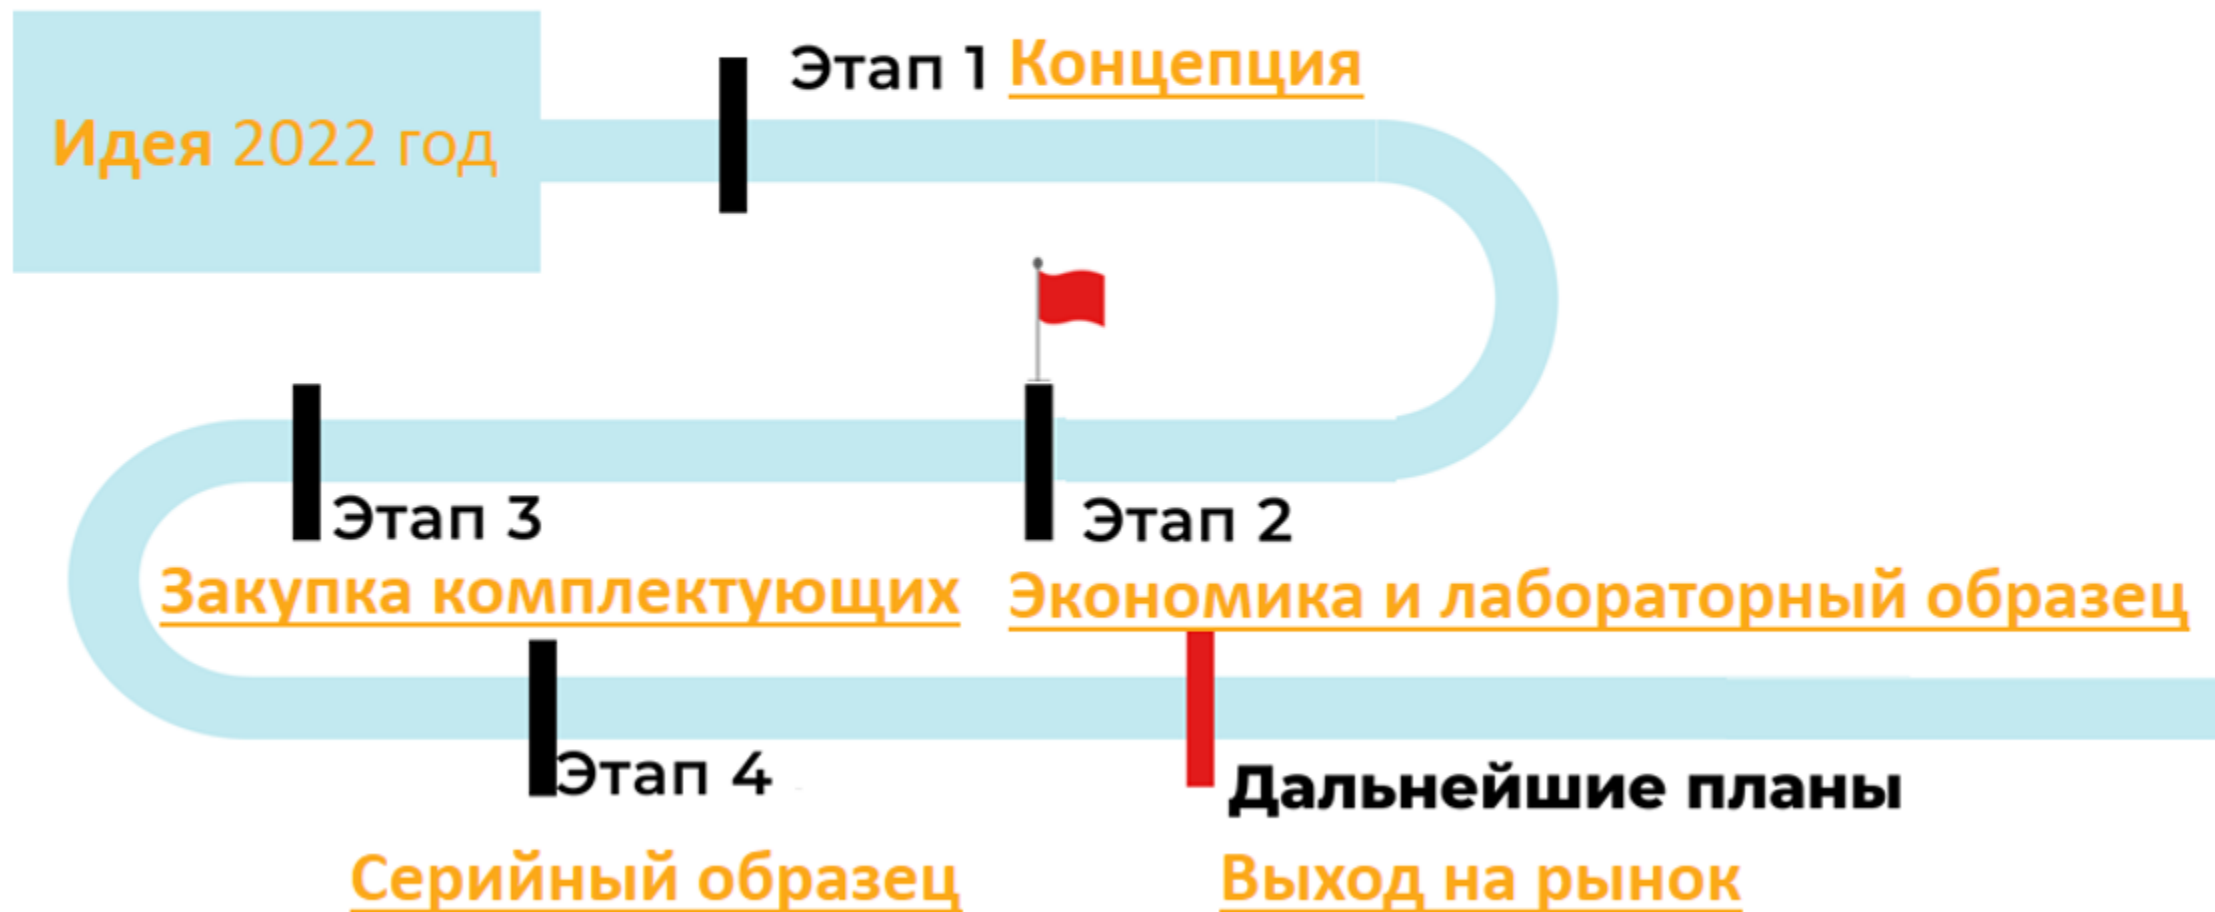 Этап 1 Концепция
Идея 2022 год
Этап 3
Этап 2
Закупка комплектующих
Экономика и лабораторный образец
Этап 4
Дальнейшие планы
Серийный образец
Выход на рынок